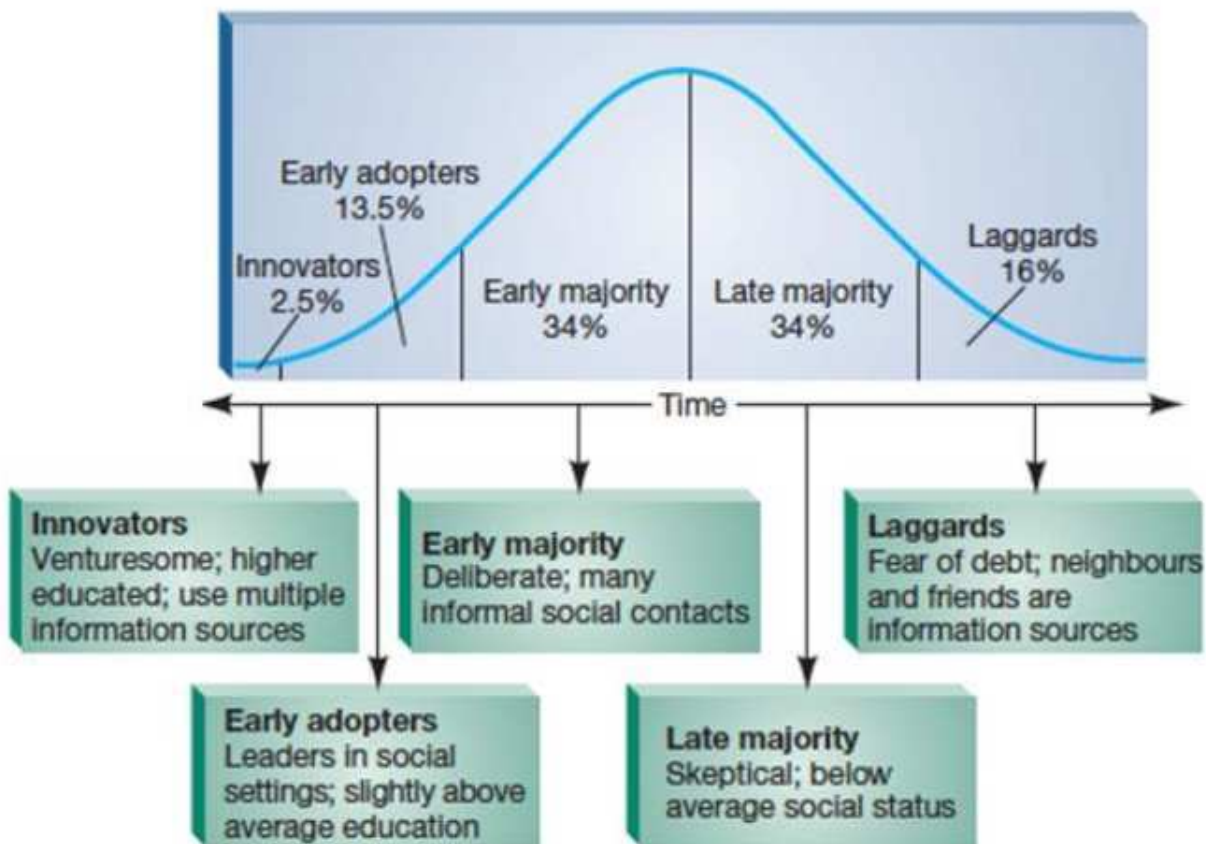 Early adopters
13.5%
Innovators
2.5%
Early majority
34%
Late majority
34%
Laggards
16%
Time
Innovators
Venturesome; higher
educated; use multiple
information sources
Early majority
Deliberate; many
informal social contacts
Laggards
Fear of debt; neighbours
and friends are
information sources
Early adopters
Leaders in social
settings; slightly above
average education
Late majority
Skeptical; below
average social status